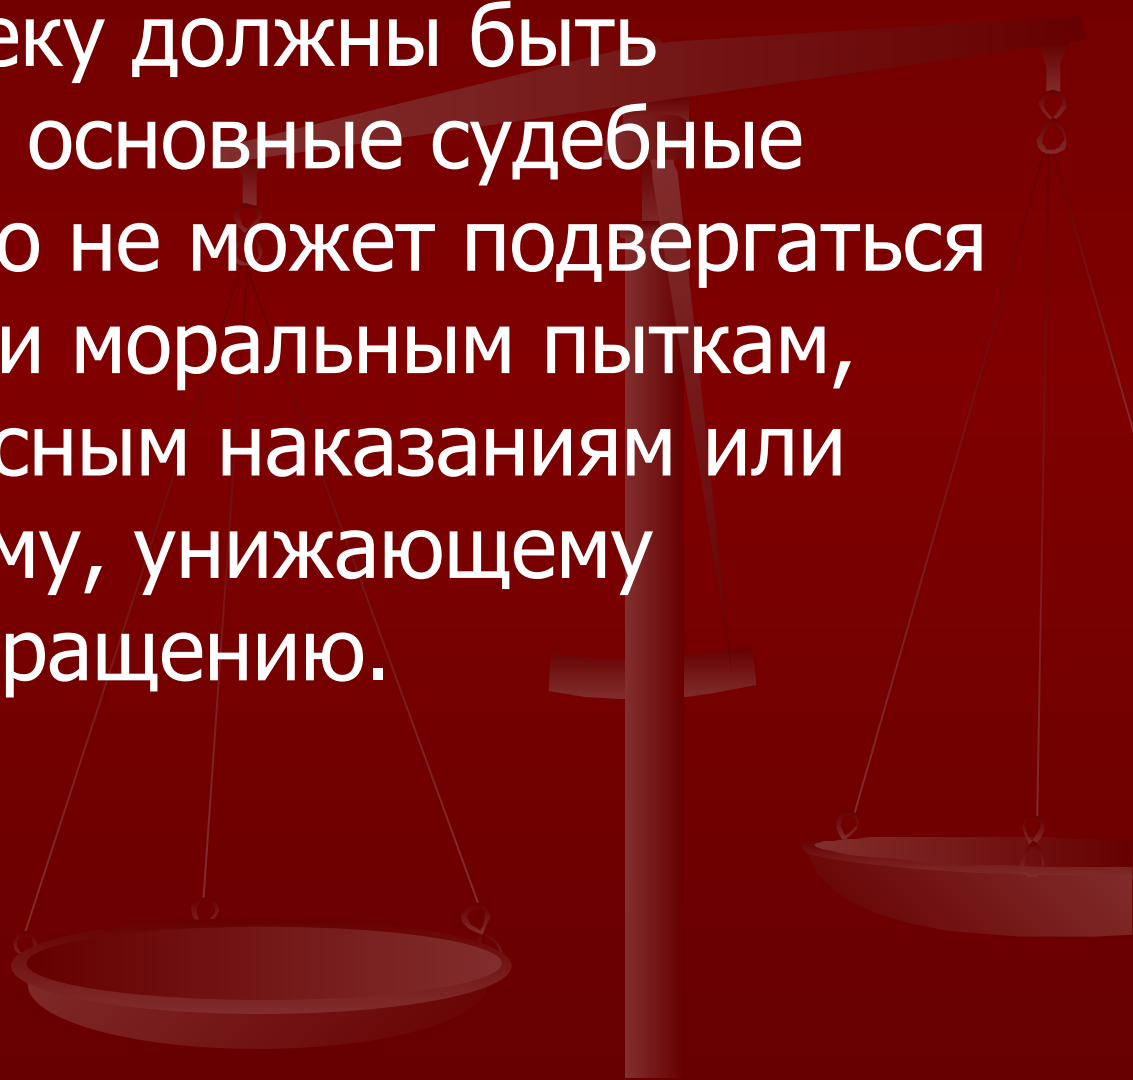 еку должны быть
основные судебные
о не может подвергаться
и моральным пыткам,
сным наказаниям или
му, унижающему
ращению.